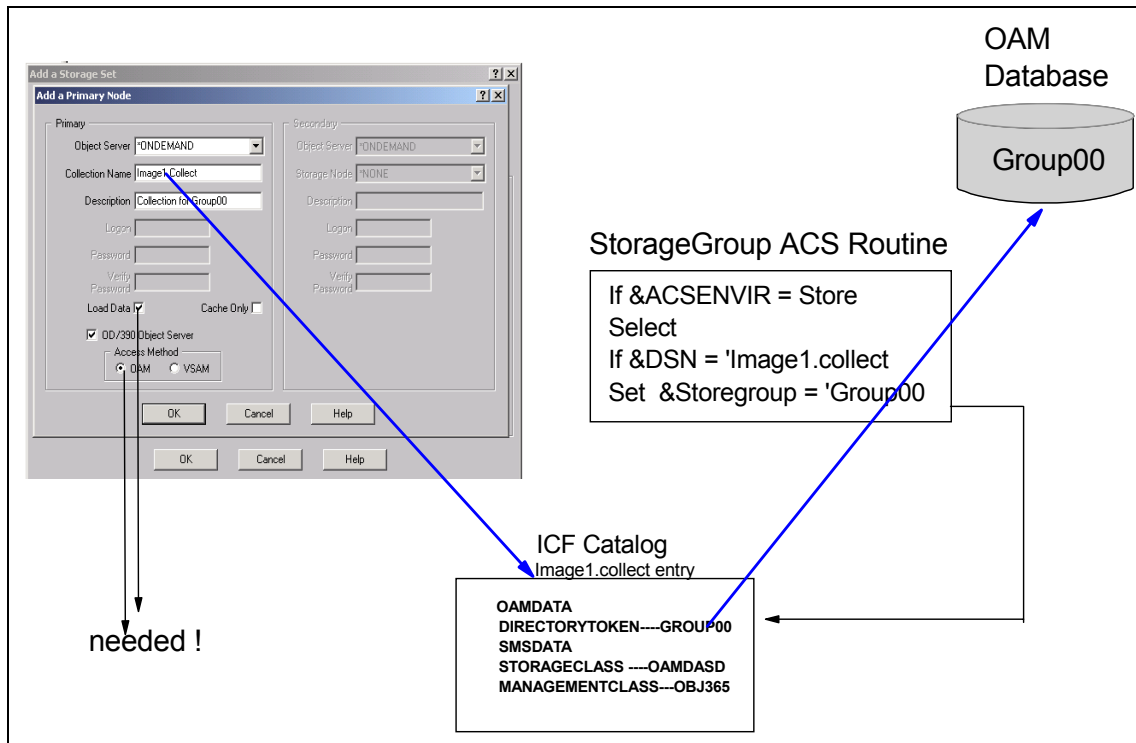 Add a Storage Set
Add a Primary Node
Primary
Object Server *ONDEMAND
Collection Name Image1.Collect
Description Collection for Group00
Logon
Password
Verify
Password
Load Data
Cache Only
OD/390 Object Server
Access Method
OAM
VSAM
Secondary
Object Server *ONDEMAND
Storage Node *NONE
Description
Logon
Password
Verify
Password
OK
Cancel
Help
OK
Cancel
Help
needed !
OAM
Database
Group00
StorageGroup ACS Routine
If &ACSENVIR = Store
Select
If &DSN = 'Image1.collect
Set &Storegroup = 'Group00
ICF Catalog
Image1.collect entry
OAMDATA
DIRECTORYTOKEN----GROUP00
SMSDATA
STORAGECLASS ----OAMDASD
MANAGEMENTCLASS---OBJ365